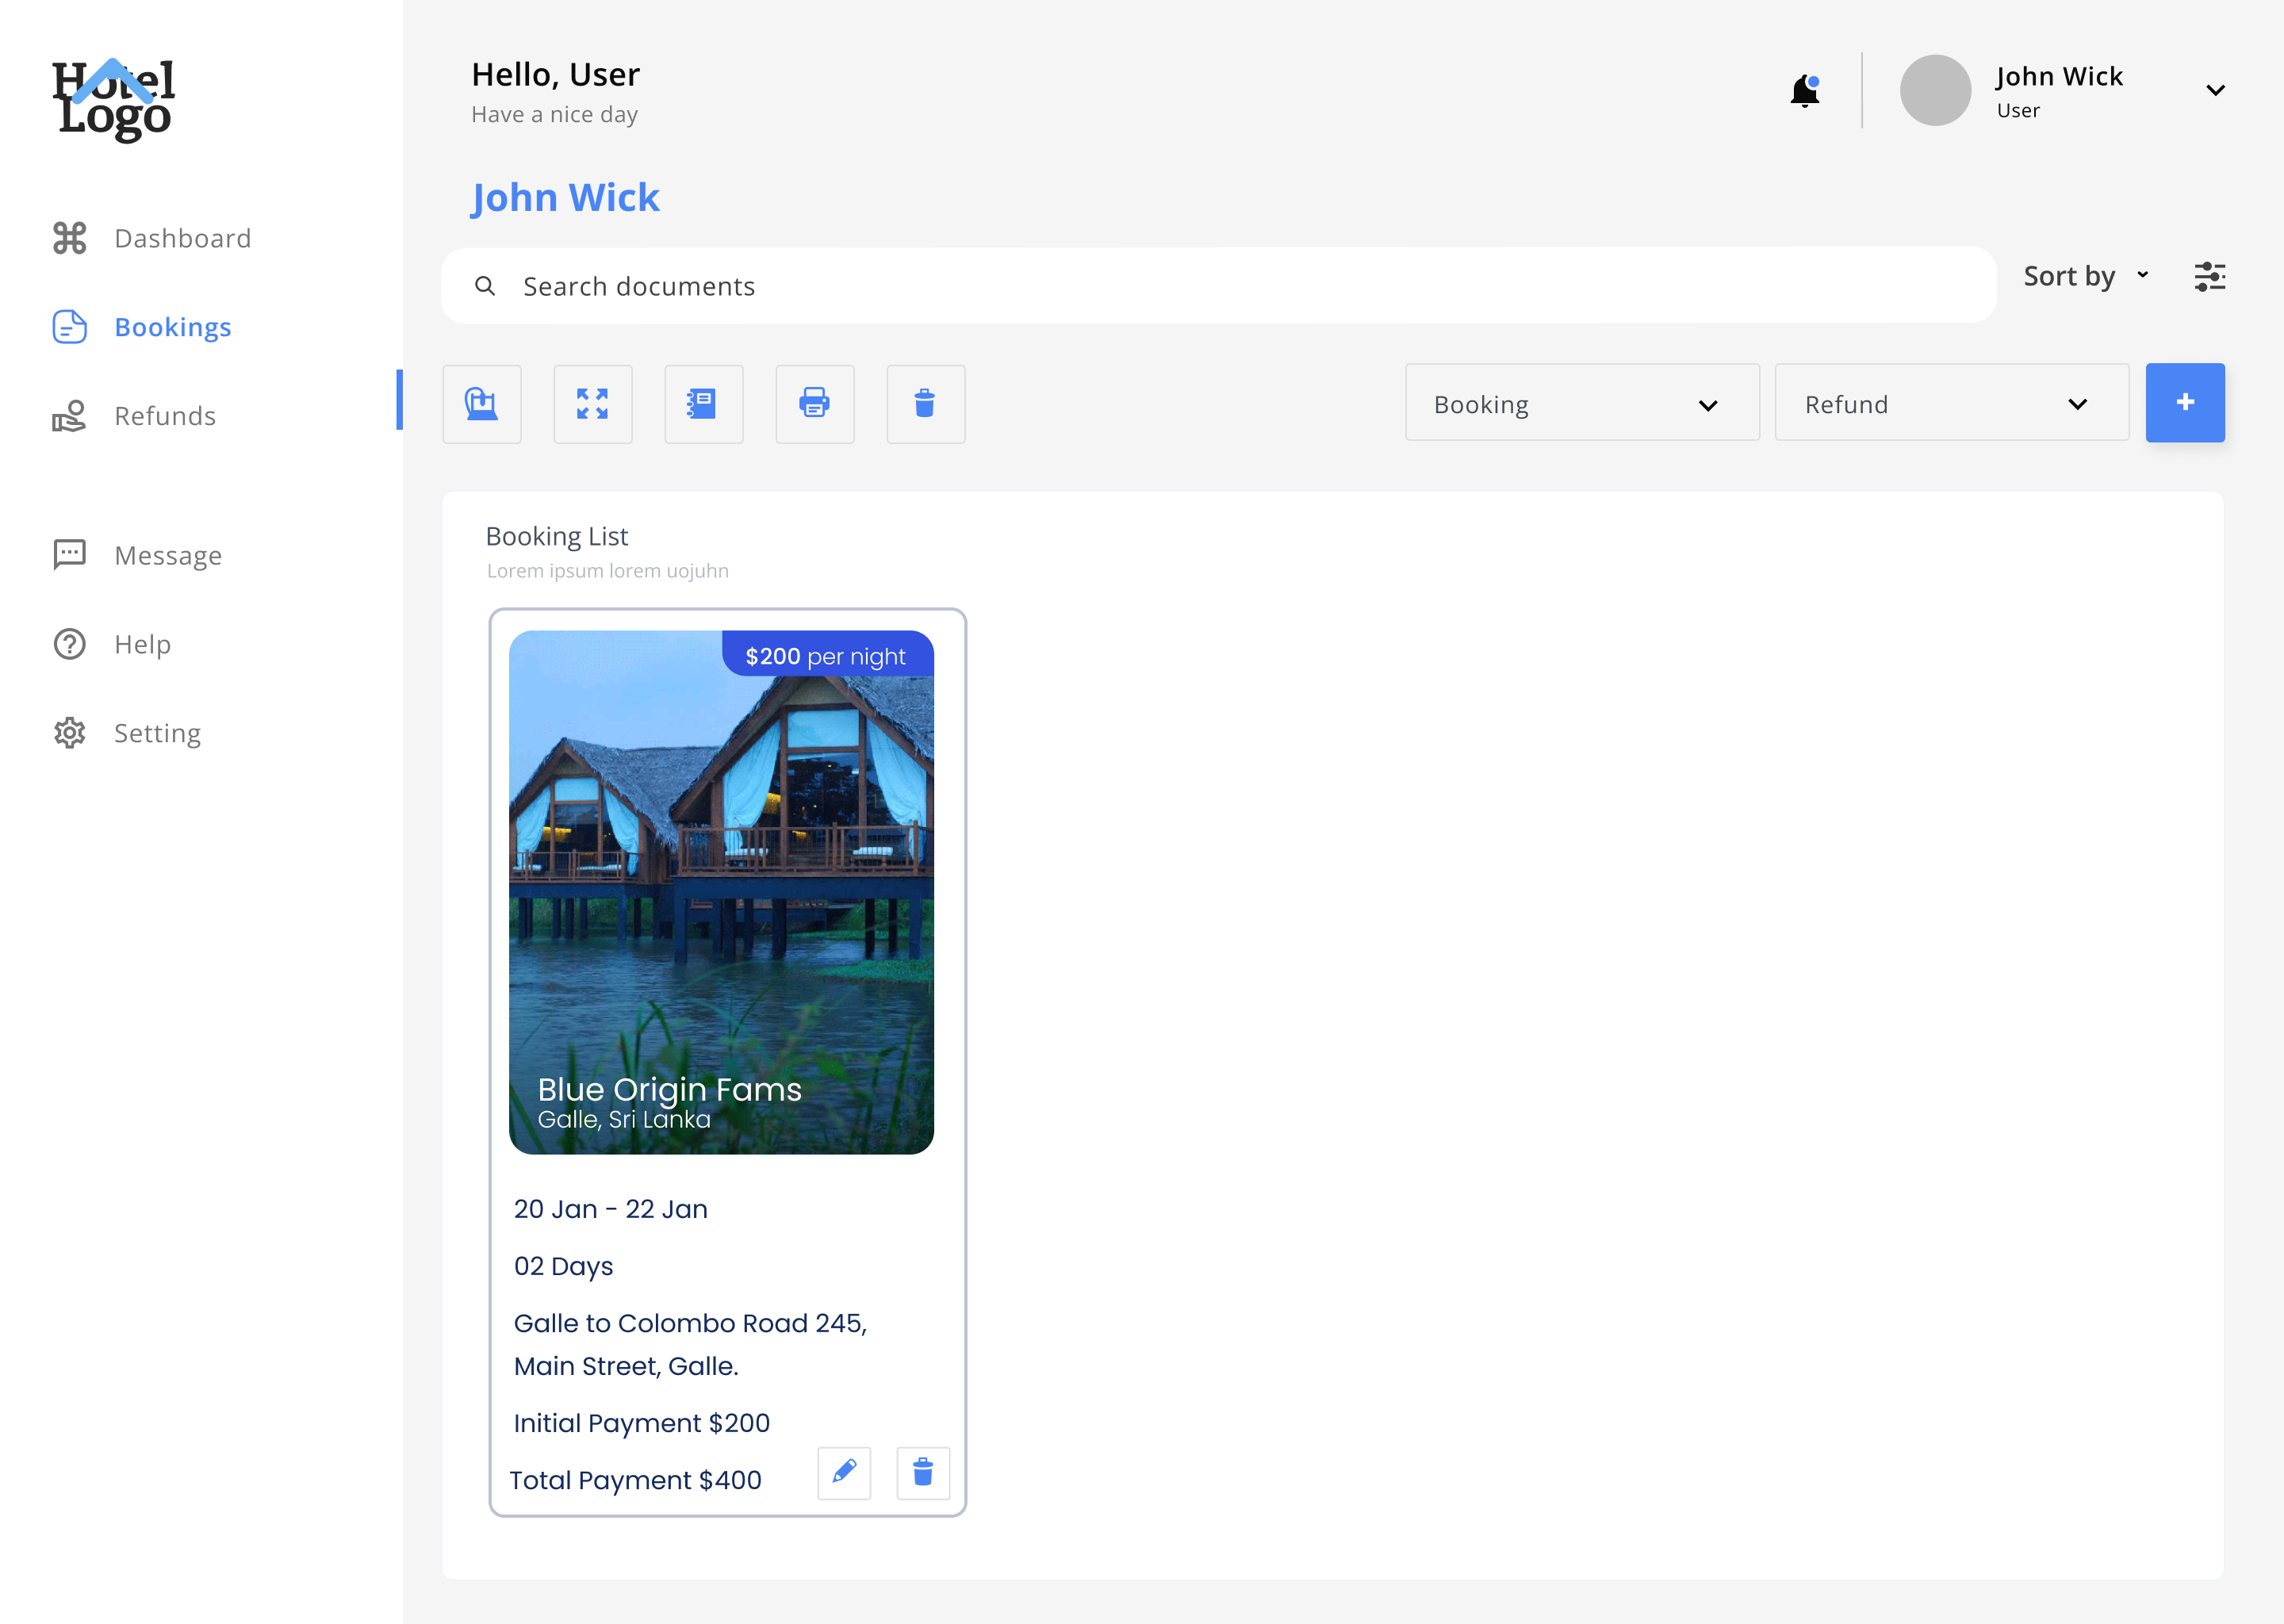 Hotel
Logo
Dashboard
Bookings
Refunds
Message
Help
Setting
Hello, User
Have a nice day
John Wick
User
John Wick
Search documents
Sort by
Booking
Refund
Booking List
Lorem ipsum lorem uojuhn
$200 per night
Blue Origin Fams
Galle, Sri Lanka
20 Jan - 22 Jan
02 Days
Galle to Colombo Road 245,
Main Street, Galle.
Initial Payment $200
Total Payment $400